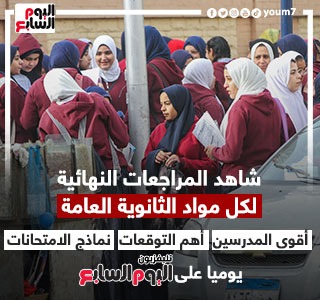 اليوم السابع
youm7
شاهد المراجعات النهائية
لكل مواد الثانوية العامة
أقوى المدرسين أهم التوقعات نماذج الامتحانات
يوميا على تليفزيون اليوم السابع